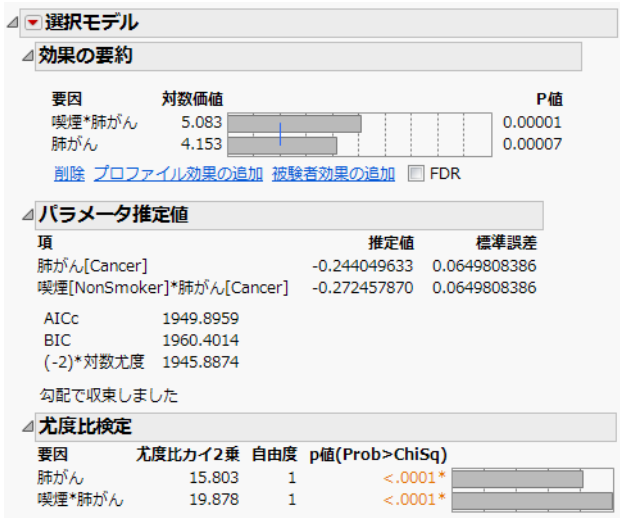 選択モデル
効果の要約
要因 対数価値 P値
喫煙*肺がん 5.083 0.00001
肺がん 4.153 0.00007
削除 プロファイル効果の追加 被験者効果の追加 FDR
パラメータ推定値
項 推定値 標準誤差
肺がん[Cancer] -0.244049633 0.0649808386
喫煙[NonSmoker]*肺がん[Cancer] -0.272457870 0.0649808386
AICc 1949.8959
BIC 1960.4014
(-2)*対数尤度 1945.8874
勾配で収束しました
尤度比検定
要因 尤度比カイ2乗 自由度 p値(Prob>ChiSq)
肺がん 15.803 1 <.0001*
喫煙*肺がん 19.878 1 <.0001*